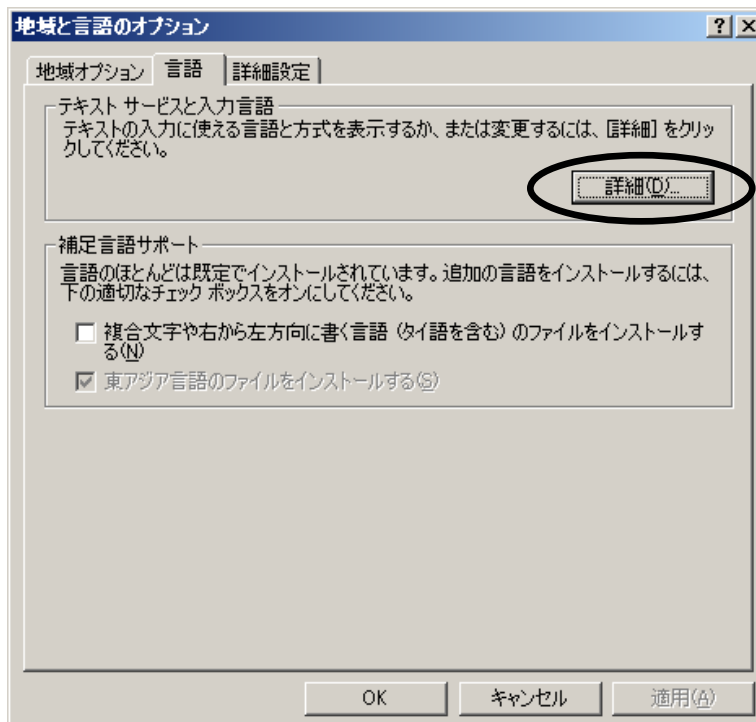 地域と言語のオプション
地域オプション 言語 詳細設定
テキスト サービスと入力言語
テキストの入力に使える言語と方式を表示するか、または変更するには、[詳細] をクリッ
クしてください。
詳細(D)...
補足言語サポート
言語のほとんどは既定でインストールされています。追加の言語をインストールするには、
下の適切なチェック ボックスをオンにしてください。
複合文字や右から左方向に書く言語 (タイ語を含む) のファイルをインストールす
る(N)
東アジア言語のファイルをインストールする(S)
OK キャンセル 適用(A)